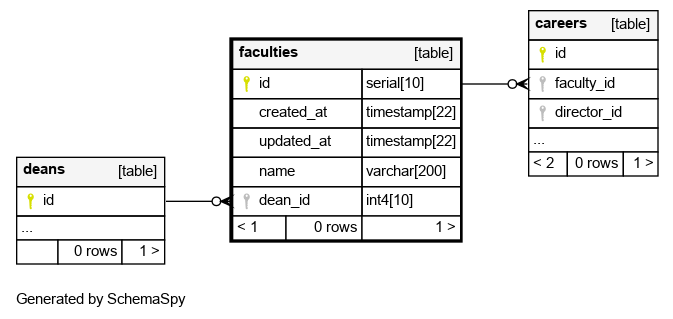 careers [table]
id
faculty_id
director_id
...
< 2 0 rows 1 >
faculties [table]
id serial[10]
created_at timestamp[22]
updated_at timestamp[22]
name varchar[200]
dean_id int4[10]
< 1 0 rows 1 >
deans [table]
id
...
0 rows 1 >
Generated by SchemaSpy